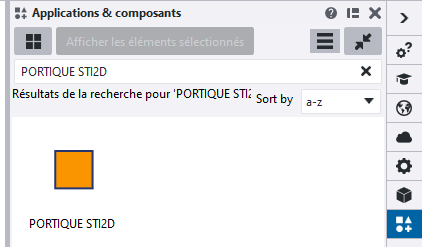 Applications & composants
Afficher les éléments sélectionnés
PORTIQUE STI2D
Résultats de la recherche pour 'PORTIQUE STI2
Sort by
a-z
PORTIQUE STI2D